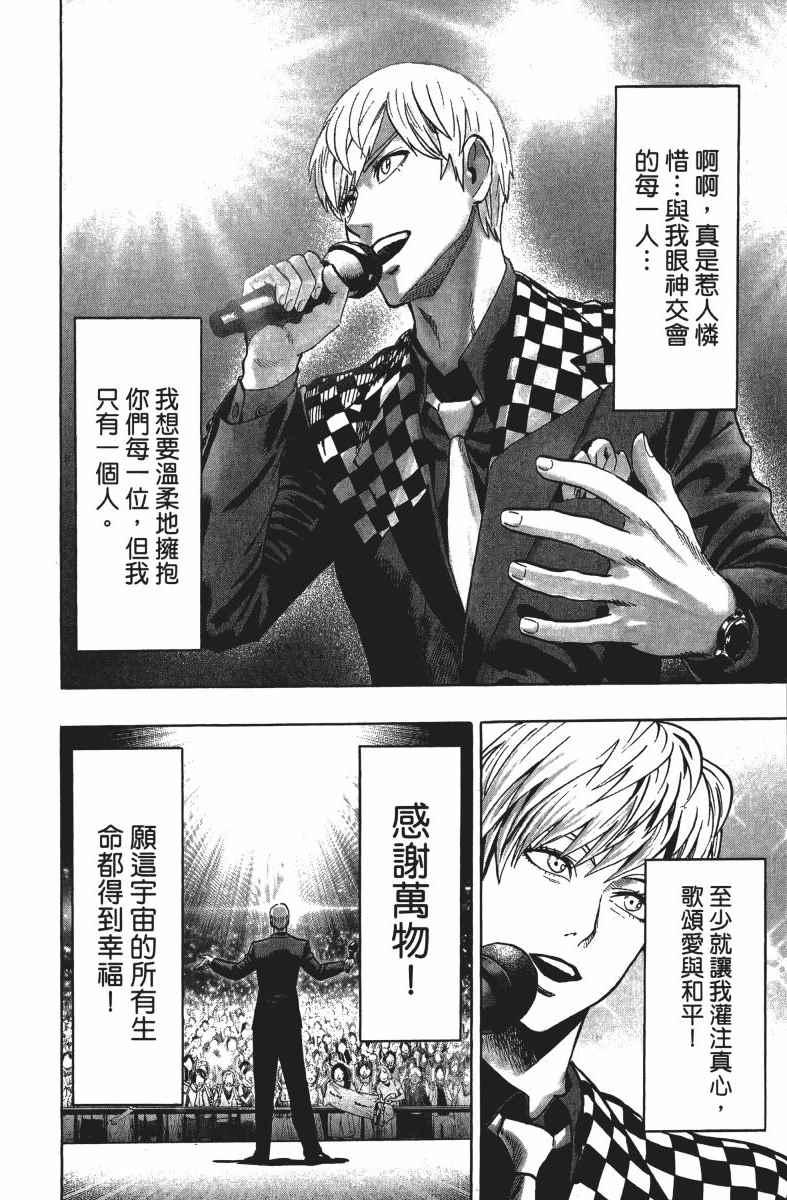 啊啊，真是惹人憐
惜…與我眼神交會
的每一人…
我想要溫柔地擁抱
你們每一位，但我
只有一個人。
至少就讓我灌注真心，
歌頌愛與和平！
感謝萬物！
願這宇宙的所有生
命都得到幸福！